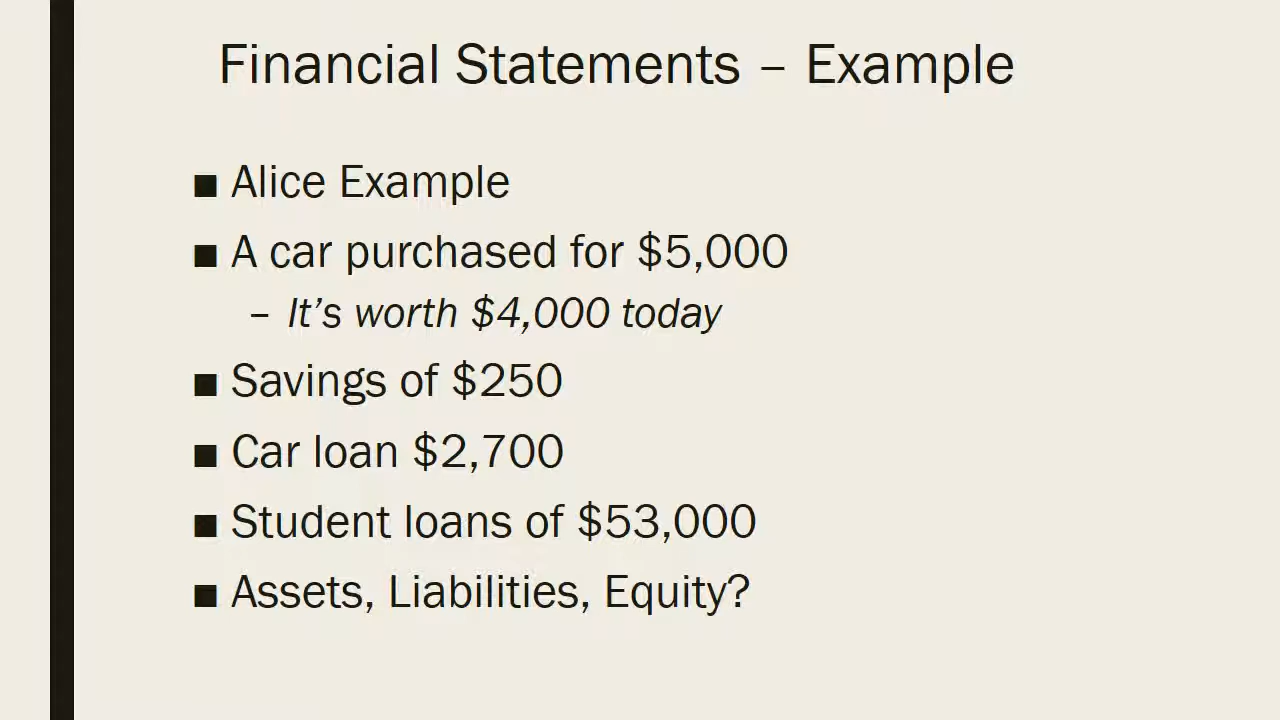 Financial Statements – Example
■ Alice Example
■ A car purchased for $5,000
– It’s worth $4,000 today
■ Savings of $250
■ Car loan $2,700
■ Student loans of $53,000
■ Assets, Liabilities, Equity?